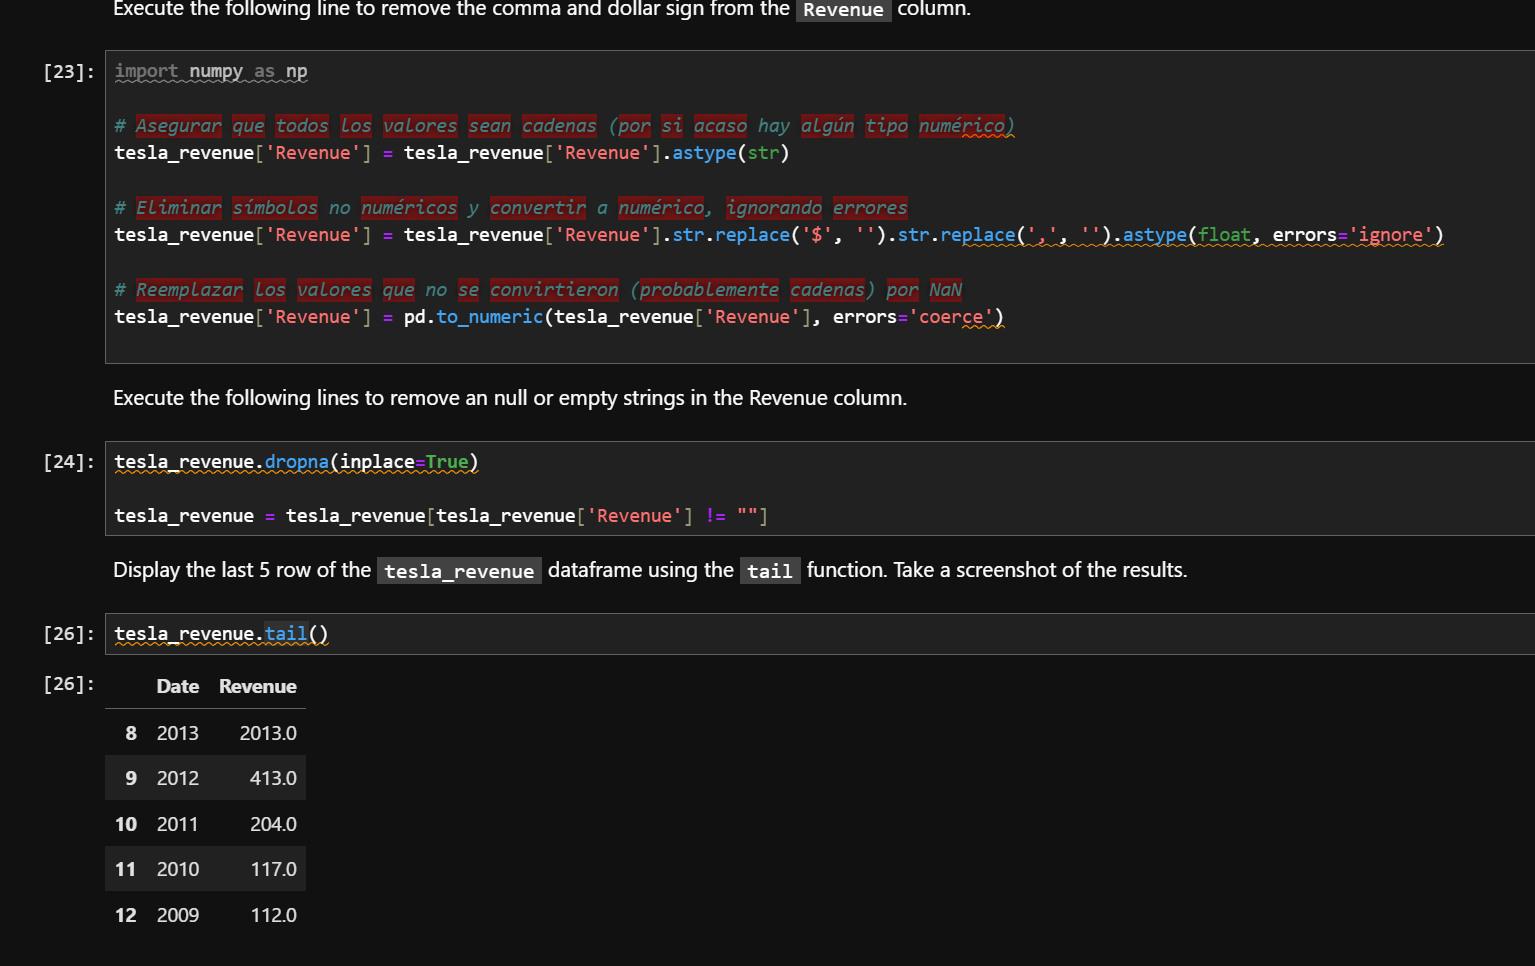 Execute the following line to remove the comma and dollar sign from the Revenue column.
[23]:
import numpy as np
# Asegurar que todos los valores sean cadenas (por si acaso hay algún tipo numérico)
tesla_revenue['Revenue'] = tesla_revenue['Revenue'].astype(str)
# Eliminar símbolos no numéricos y convertir a numérico, ignorando errores
tesla_revenue['Revenue'] = tesla_revenue['Revenue'].str.replace('$', '').str.replace(',', '').astype(float, errors='ignore')
# Reemplazar los valores que no se convirtieron (probablemente cadenas) por NaN
tesla_revenue['Revenue'] = pd.to_numeric(tesla_revenue['Revenue'], errors='coerce')
Execute the following lines to remove an null or empty strings in the Revenue column.
[24]:
tesla_revenue.dropna(inplace=True)
tesla_revenue = tesla_revenue[tesla_revenue['Revenue'] != ""]
Display the last 5 row of the tesla_revenue dataframe using the tail function. Take a screenshot of the results.
[26]:
tesla_revenue.tail()
[26]:
Date Revenue
8 2013 2013.0
9 2012 413.0
10 2011 204.0
11 2010 117.0
12 2009 112.0